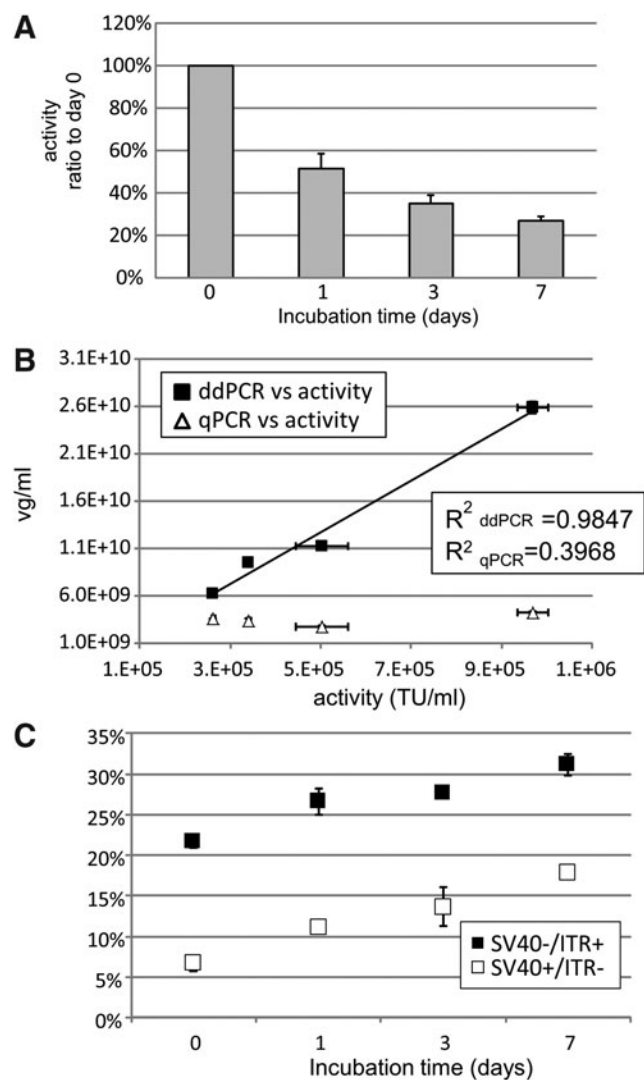 A
120%
100%
80%
60%
40%
20%
0%
activity
ratio to day 0
0 1 3 7
Incubation time (days)
B
3.1E+10
2.6E+10
2.1E+10
1.6E+10
1.1E+10
6.0E+09
1.0E+09
vg/ml
ddPCR vs activity
qPCR vs activity
R² ddPCR =0.9847
R² qPCR=0.3968
1.E+05 3.E+05 5.E+05 7.E+05 9.E+05 1.E+06
activity (TU/ml)
C
35%
30%
25%
20%
15%
10%
5%
0%
SV40-/ITR+
SV40+/ITR-
0 1 3 7
Incubation time (days)